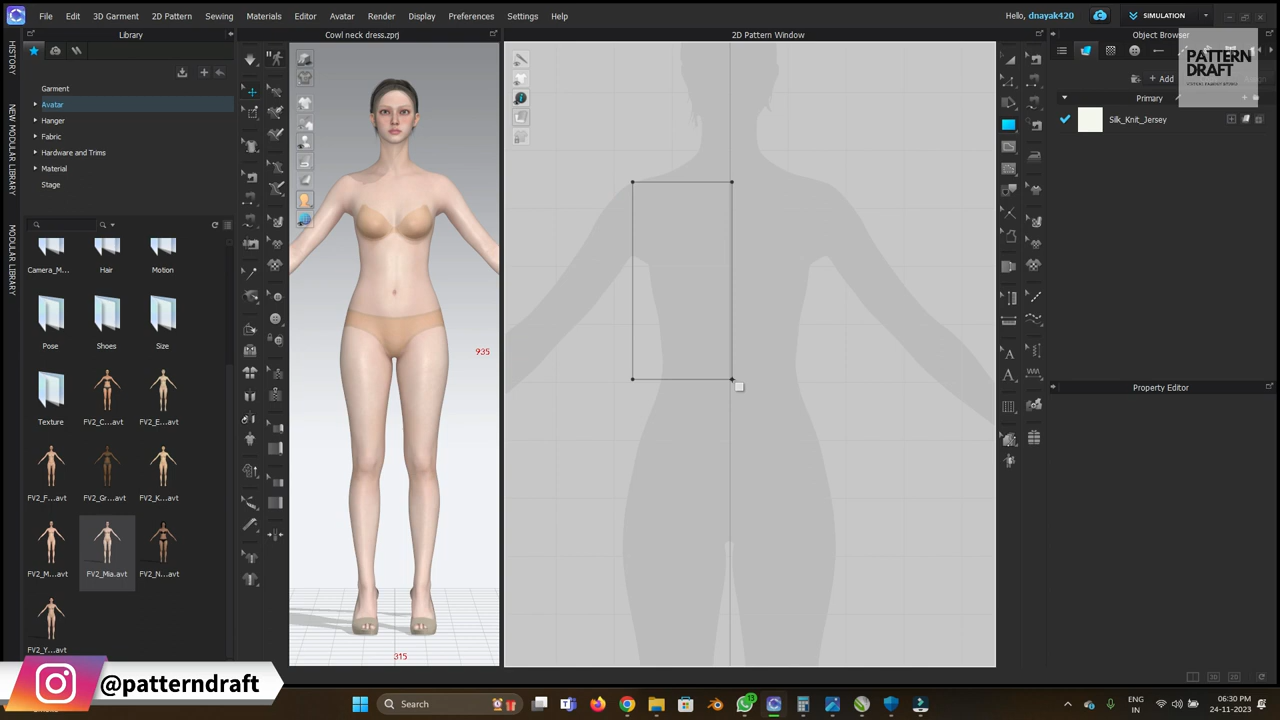 File Edit 3D Garment 2D Pattern Sewing Materials Editor Avatar Render Display Preferences Settings Help
Hello, dnayak420
SIMULATION
Library
Cowl neck dress.zprj
2D Pattern Window
Object Browser
HISTORY
NEW MODULAR LIBRARY
MODULAR LIBRARY
Garment
Avatar
Hanger
Fabric
Hardware and Trims
Material
Stage
Camera_M... Hair Motion
Pose Shoes Size
Texture FV2_C...avt FV2_E...avt
FV2_F...avt FV2_Gr...avt FV2_K...avt
FV2_M...avt FV2_Mia.avt FV2_N...avt
FV2_Y...avt
935
315
PATTERN
DRAFT
Add
Primary
Silk_Knit_Jersey
Property Editor
3D 2D
@patterndraft
Search
13
ENG
IN
06:30 PM
24-11-2023